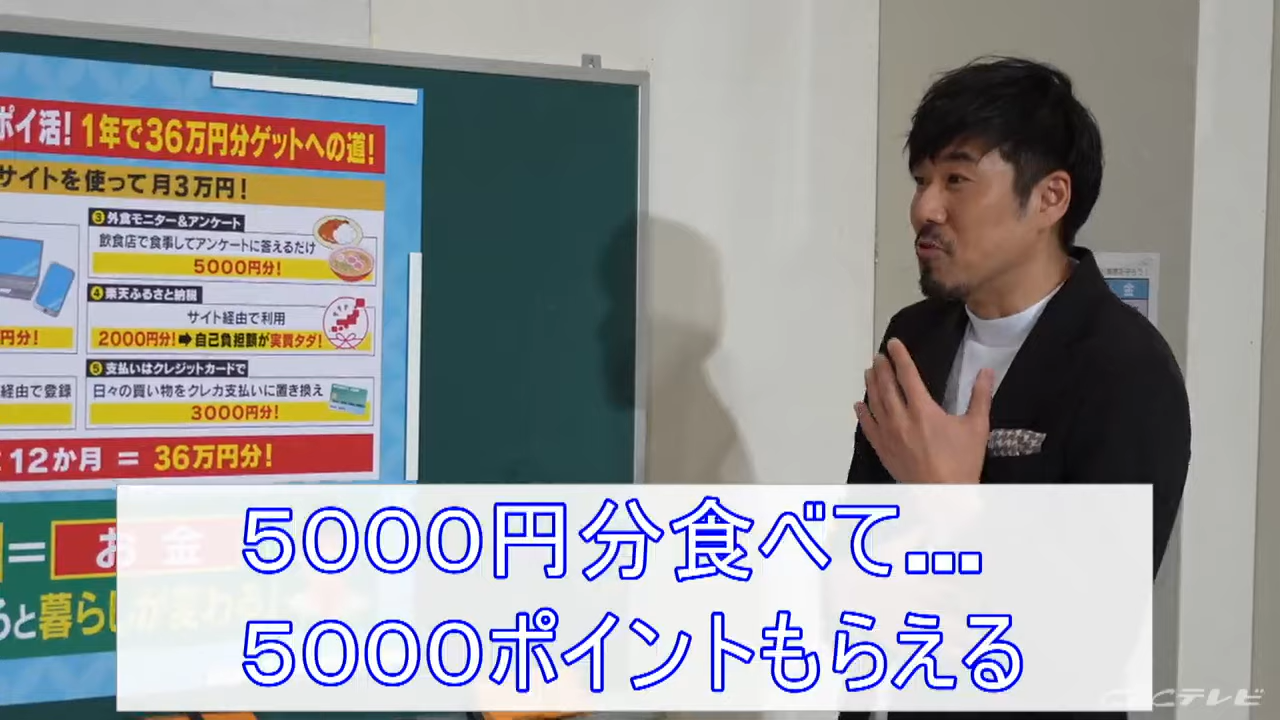 ポイ活!1年で36万円分ゲットへの道!
サイトを使って月3万円!
③外食モニター&アンケート
飲食店で食事してアンケートに答えるだけ
5000円分!
④楽天ふるさと納税
サイト経由で利用
2000円分!➡自己負担額が実質タダ!
円分!
⑤支払いはクレジットカードで
経由で登録
日々の買い物をクレカ支払いに置き換え
3000円分!
12か月 = 36万円分!
=お金
と暮らしが変わる!
5000円分食べて...
5000ポイントもらえる
CBCテレビ